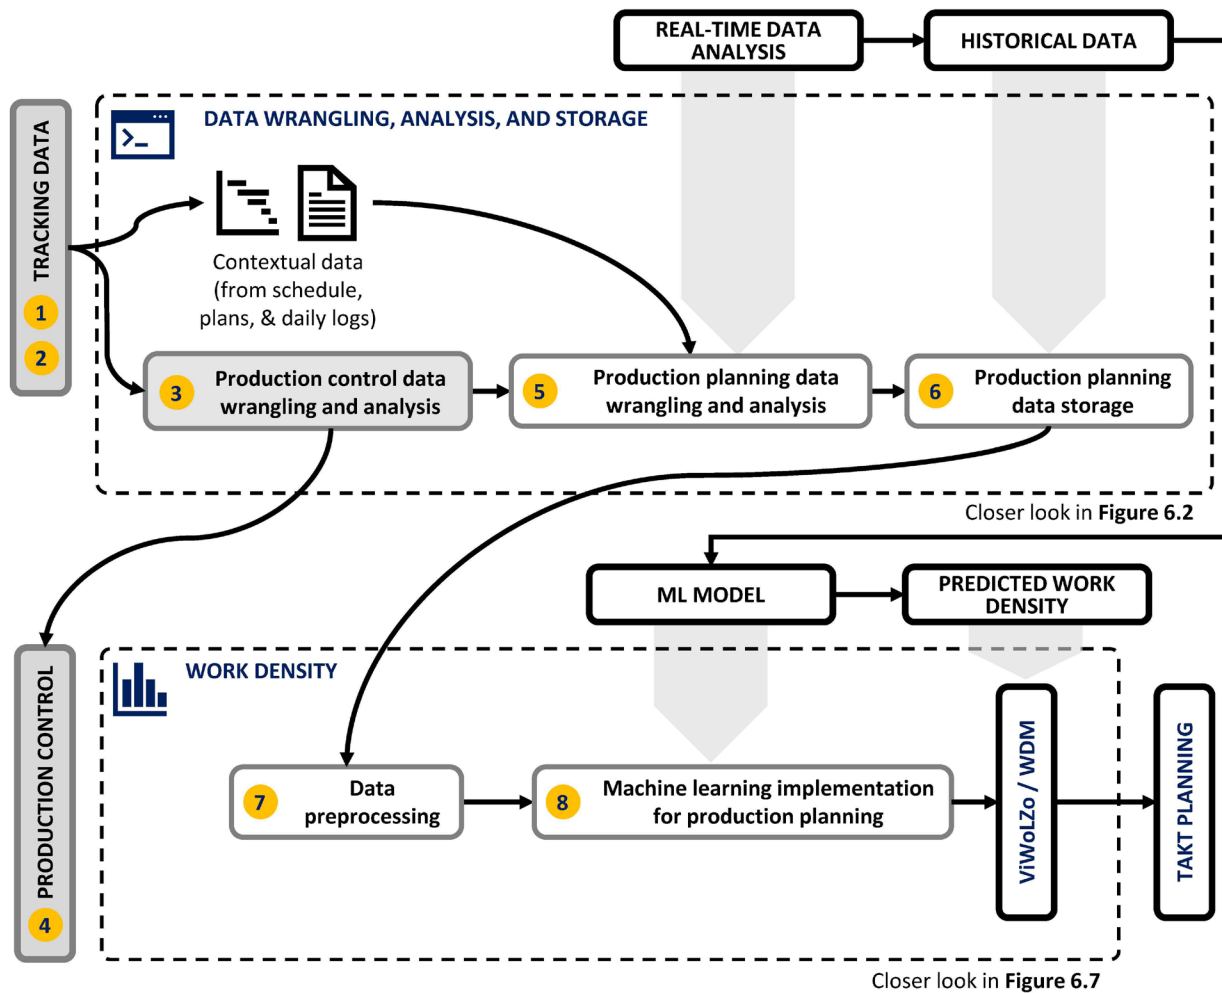 REAL-TIME DATA
ANALYSIS
HISTORICAL DATA
TRACKING DATA
1
2
DATA WRANGLING, ANALYSIS, AND STORAGE
Contextual data
(from schedule,
plans, & daily logs)
3
Production control data
wrangling and analysis
5
Production planning data
wrangling and analysis
6
Production planning
data storage
Closer look in Figure 6.2
ML MODEL
PREDICTED WORK
DENSITY
PRODUCTION CONTROL
4
WORK DENSITY
7
Data
preprocessing
8
Machine learning implementation
for production planning
ViWoLZo / WDM
TAKT PLANNING
Closer look in Figure 6.7